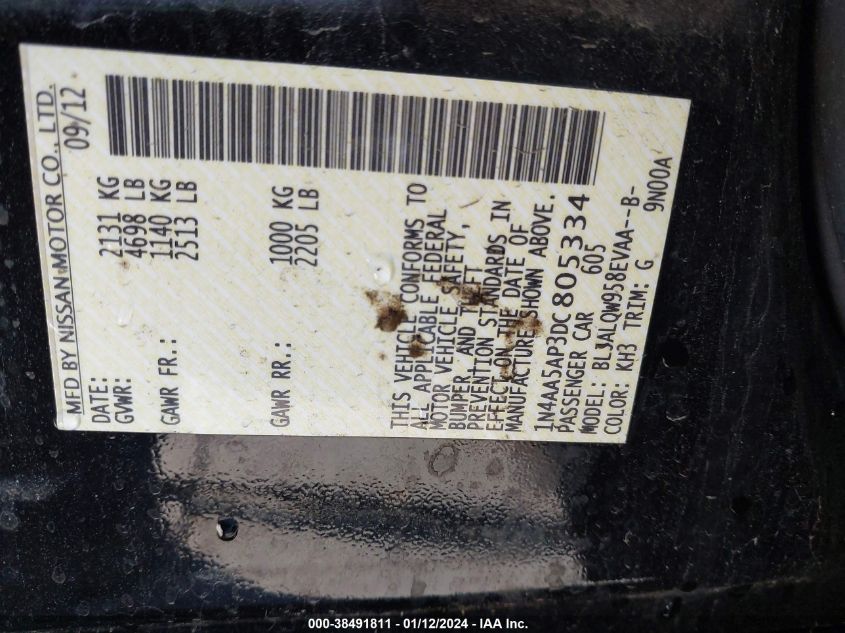 MFD BY NISSAN MOTOR CO., LTD.
DATE: 09/12
GVWR: 2131 KG
4698 LB
GAWR FR.: 1140 KG
2513 LB
GAWR RR.: 1000 KG
2205 LB
THIS VEHICLE CONFORMS TO
ALL APPLICABLE FEDERAL
MOTOR VEHICLE SAFETY,
BUMPER, AND THEFT
PREVENTION STANDARDS IN
EFFECT ON THE DATE OF
MANUFACTURE SHOWN ABOVE.
1N4AA5AP3DC805334
PASSENGER CAR 605
MODEL: BL3ALQW958EVAA--B-
COLOR: KH3 TRIM: G 9N00A
000-38491811 - 01/12/2024 - IAA Inc.